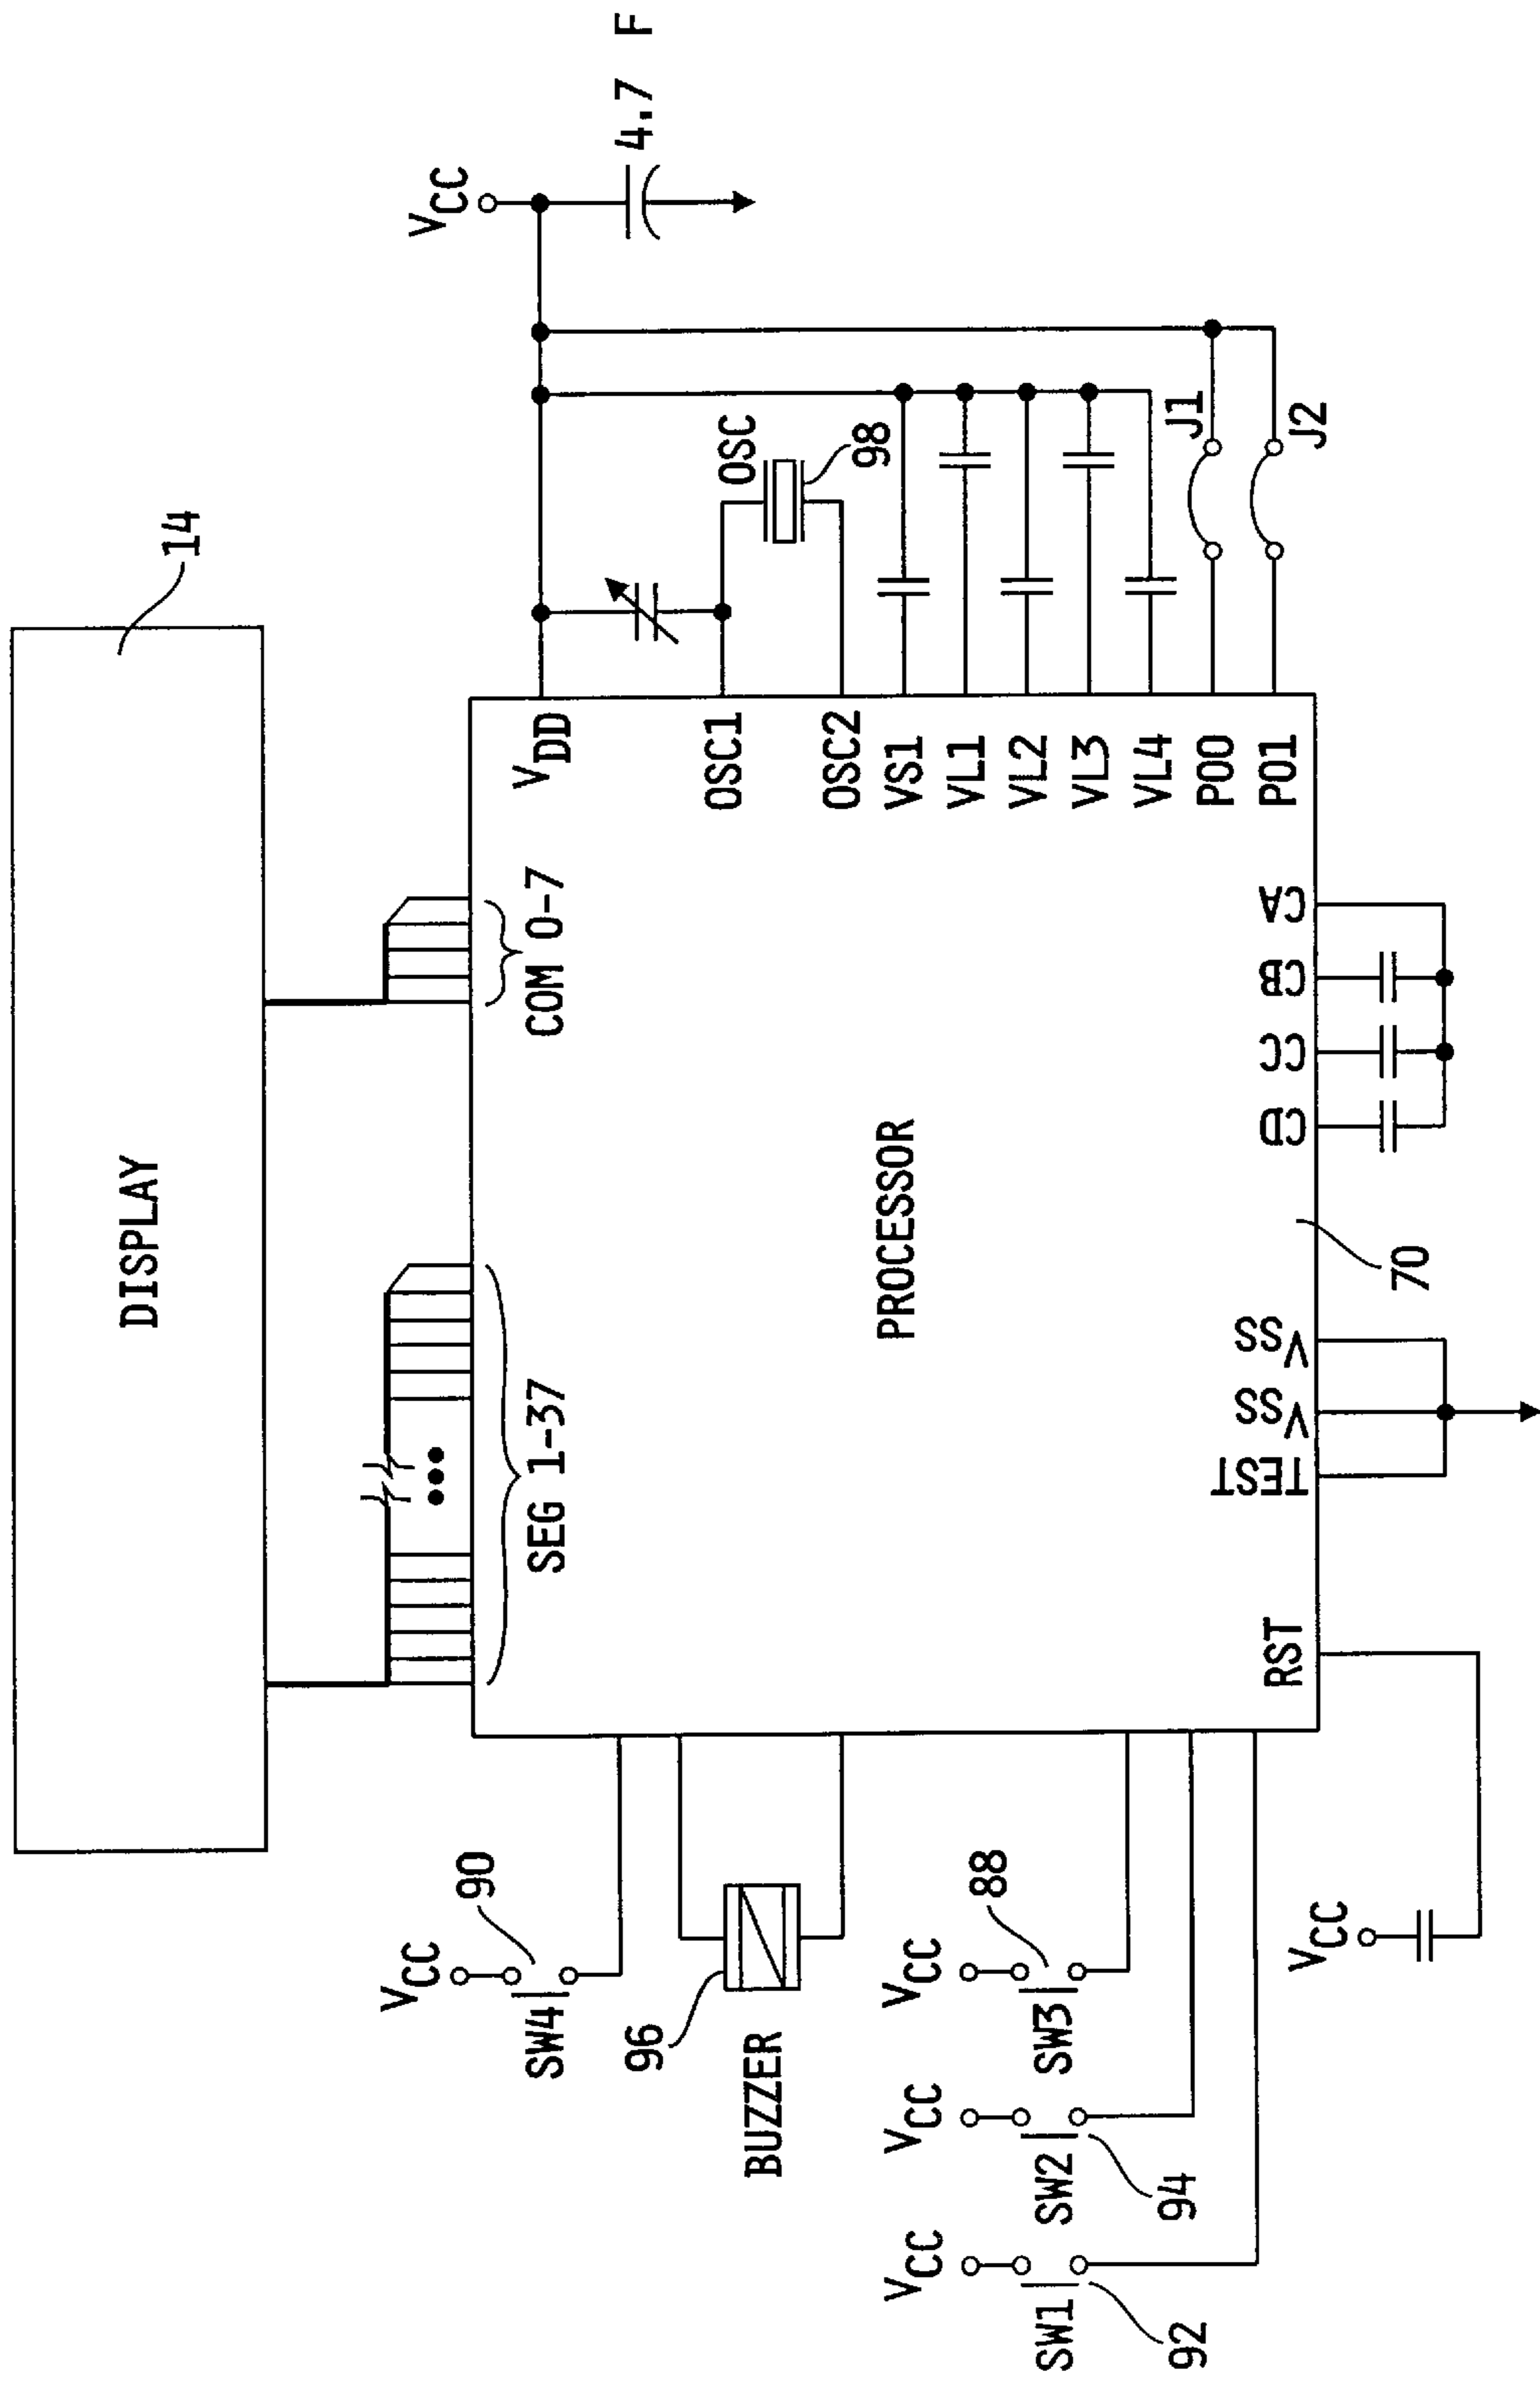 DISPLAY
14
VCC
4.7 F
SEG 1-37
COM 0-7
VDD
OSC1
OSC2
VS1
VL1
VL2
VL3
VL4
P00
P01
OSC
98
J1
J2
PROCESSOR
70
RST
TEST
VSS
VSS
CD
CC
CB
CA
VCC
90
SW4
96
BUZZER
VCC
88
SW3
VCC
SW2
94
VCC
SW1
92
VCC